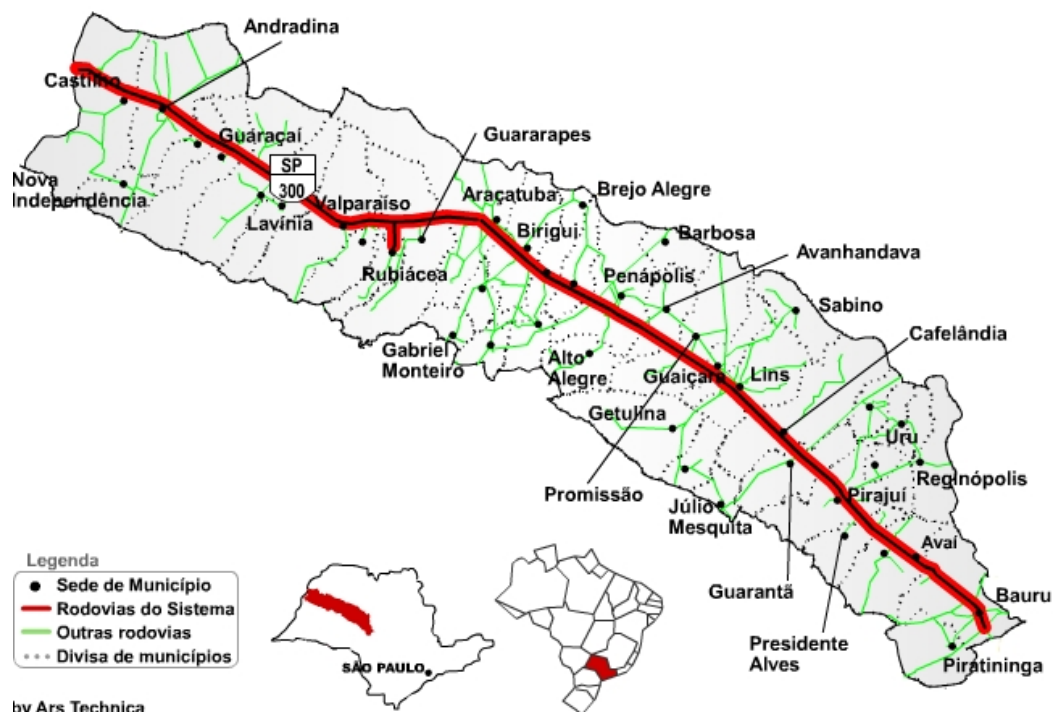 Andradina
Castilho
Guaraçaí
SP
300
Guararapes
Nova
Independência
Lavínia
Valparaíso
Araçatuba
Brejo Alegre
Birigui
Barbosa
Rubiácea
Penápolis
Avanhandava
Sabino
Gabriel
Monteiro
Alto
Alegre
Guaiçara
Lins
Cafelândia
Getulina
Uru
Promissão
Reginópolis
Júlio
Mesquita
Pirajuí
Avaí
Guarantã
Bauru
Presidente
Alves
Piratininga
Legenda
Sede de Município
Rodovias do Sistema
Outras rodovias
Divisa de municípios
SÃO PAULO
by Ars Technica